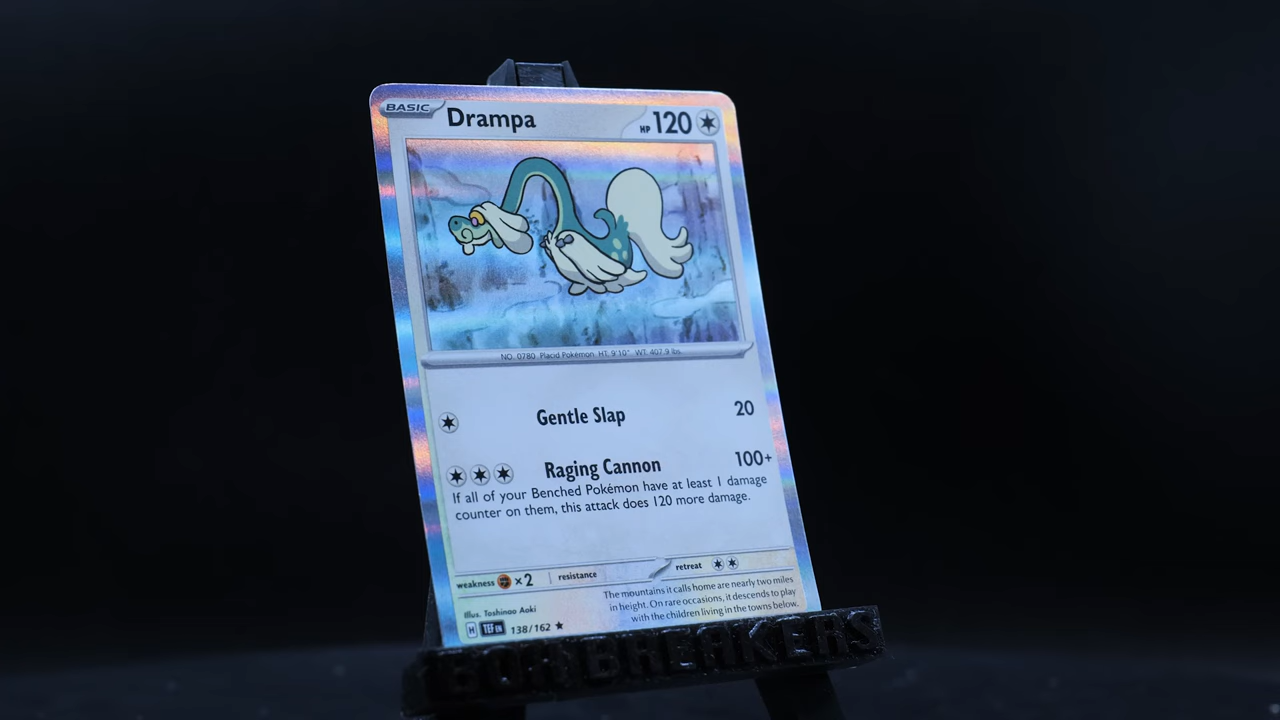 BASIC Drampa HP 120
NO. 0780 Placid Pokémon HT: 9'10" WT: 407.9 lbs.
Gentle Slap 20
Raging Cannon 100+
If all of your Benched Pokémon have at least 1 damage
counter on them, this attack does 120 more damage.
weakness ×2 resistance retreat
The mountains it calls home are nearly two miles
in height. On rare occasions, it descends to play
with the children living in the towns below.
Illus. Toshinao Aoki
H TEF EN 138/162 ★
BOXBREAKERS